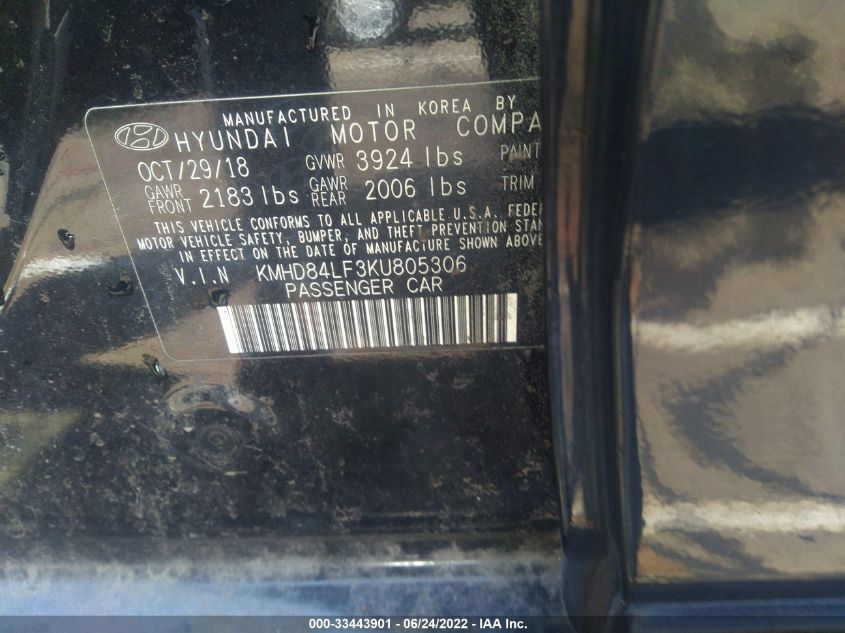 MANUFACTURED IN KOREA BY
HYUNDAI MOTOR COMPA
OCT/29/18 GVWR 3924 lbs PAINT
GAWR FRONT 2183 lbs GAWR REAR 2006 lbs TRIM
THIS VEHICLE CONFORMS TO ALL APPLICABLE U.S.A. FEDE
MOTOR VEHICLE SAFETY, BUMPER, AND THEFT PREVENTION STAN
IN EFFECT ON THE DATE OF MANUFACTURE SHOWN ABOVE
V.I.N KMHD84LF3KU805306
PASSENGER CAR
000-33443901 - 06/24/2022 - IAA Inc.